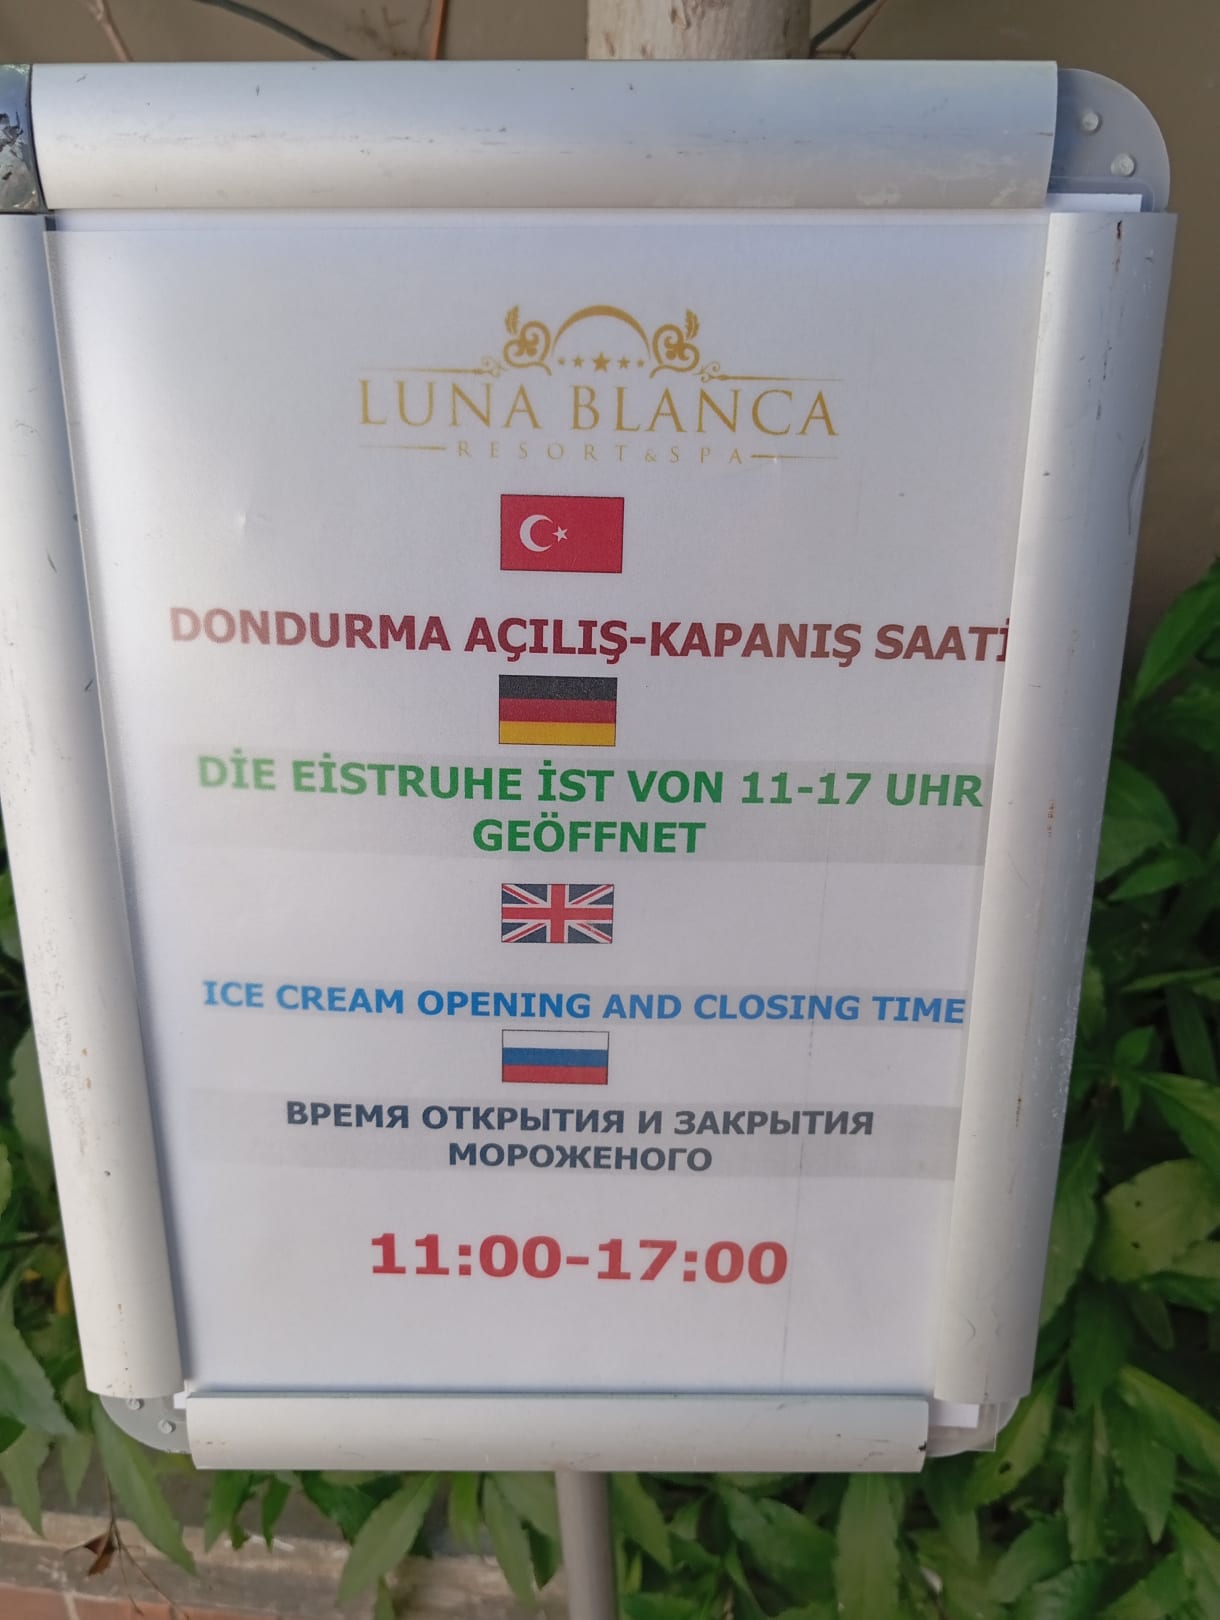 LUNA BLANCA
RESORT & SPA
DONDURMA AÇILIŞ-KAPANIŞ SAATİ
DİE EİSTRUHE İST VON 11-17 UHR
GEÖFFNET
ICE CREAM OPENING AND CLOSING TIME
ВРЕМЯ ОТКРЫТИЯ И ЗАКРЫТИЯ
МОРОЖЕНОГО
11:00-17:00